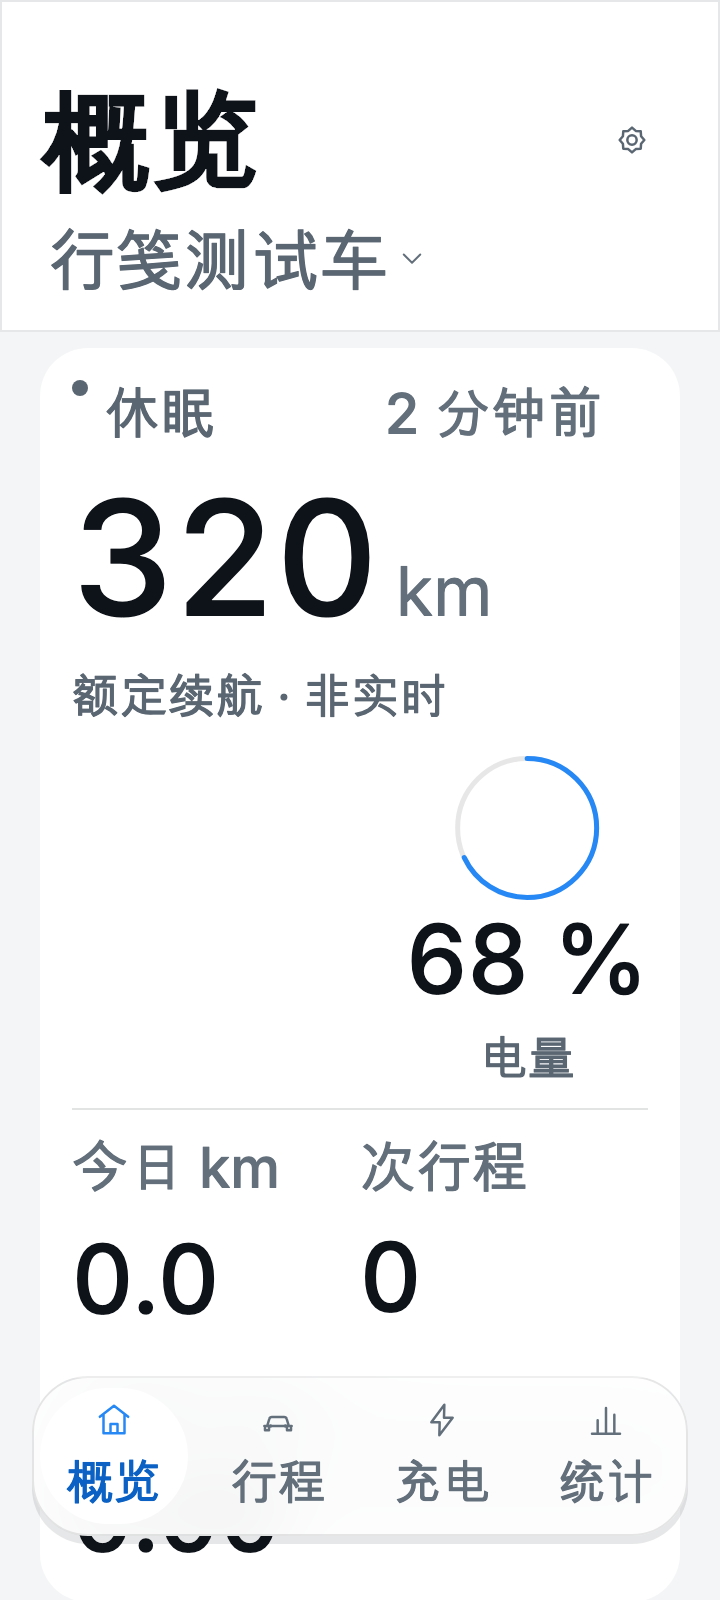 概览
行笺测试车
休眠
2 分钟前
320 km
额定续航 · 非实时
68 %
电量
今日 km
次行程
0.0
0
概览
行程
充电
统计